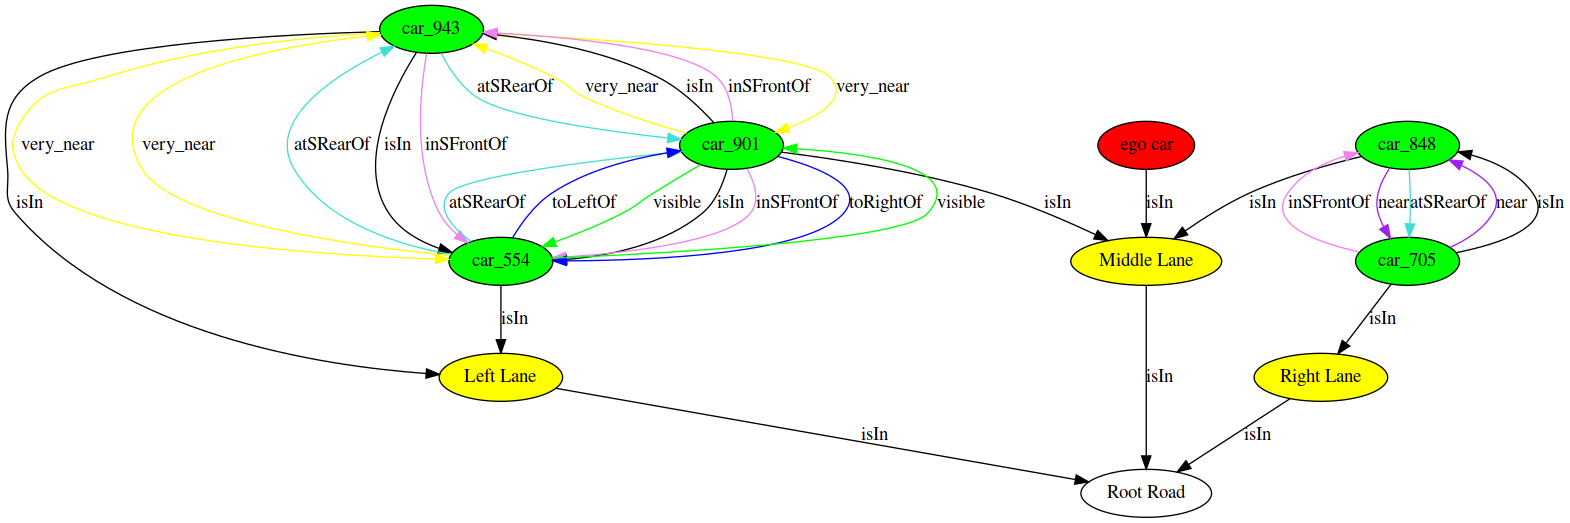 car_943
atSRearOf
very_near
isIn
inSFrontOf
very_near
very_near
very_near
atSRearOf
isIn
inSFrontOf
car_901
ego car
car_848
isIn
atSRearOf
toLeftOf
visible
isIn
inSFrontOf
toRightOf
visible
isIn
isIn
isIn
inSFrontOf
near
atSRearOf
near
isIn
car_554
Middle Lane
car_705
isIn
isIn
Left Lane
isIn
Right Lane
isIn
isIn
Root Road